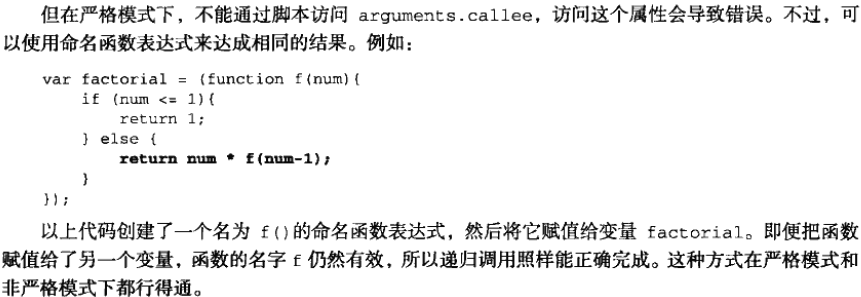 但在严格模式下，不能通过脚本访问 arguments.callee，访问这个属性会导致错误。不过，可
以使用命名函数表达式来达成相同的结果。例如：
var factorial = (function f(num){
    if (num <= 1){
        return 1;
    } else {
        return num * f(num-1);
    }
});
以上代码创建了一个名为 f()的命名函数表达式，然后将它赋值给变量 factorial。即便把函数
赋值给了另一个变量，函数的名字 f 仍然有效，所以递归调用照样能正确完成。这种方式在严格模式和
非严格模式下都行得通。